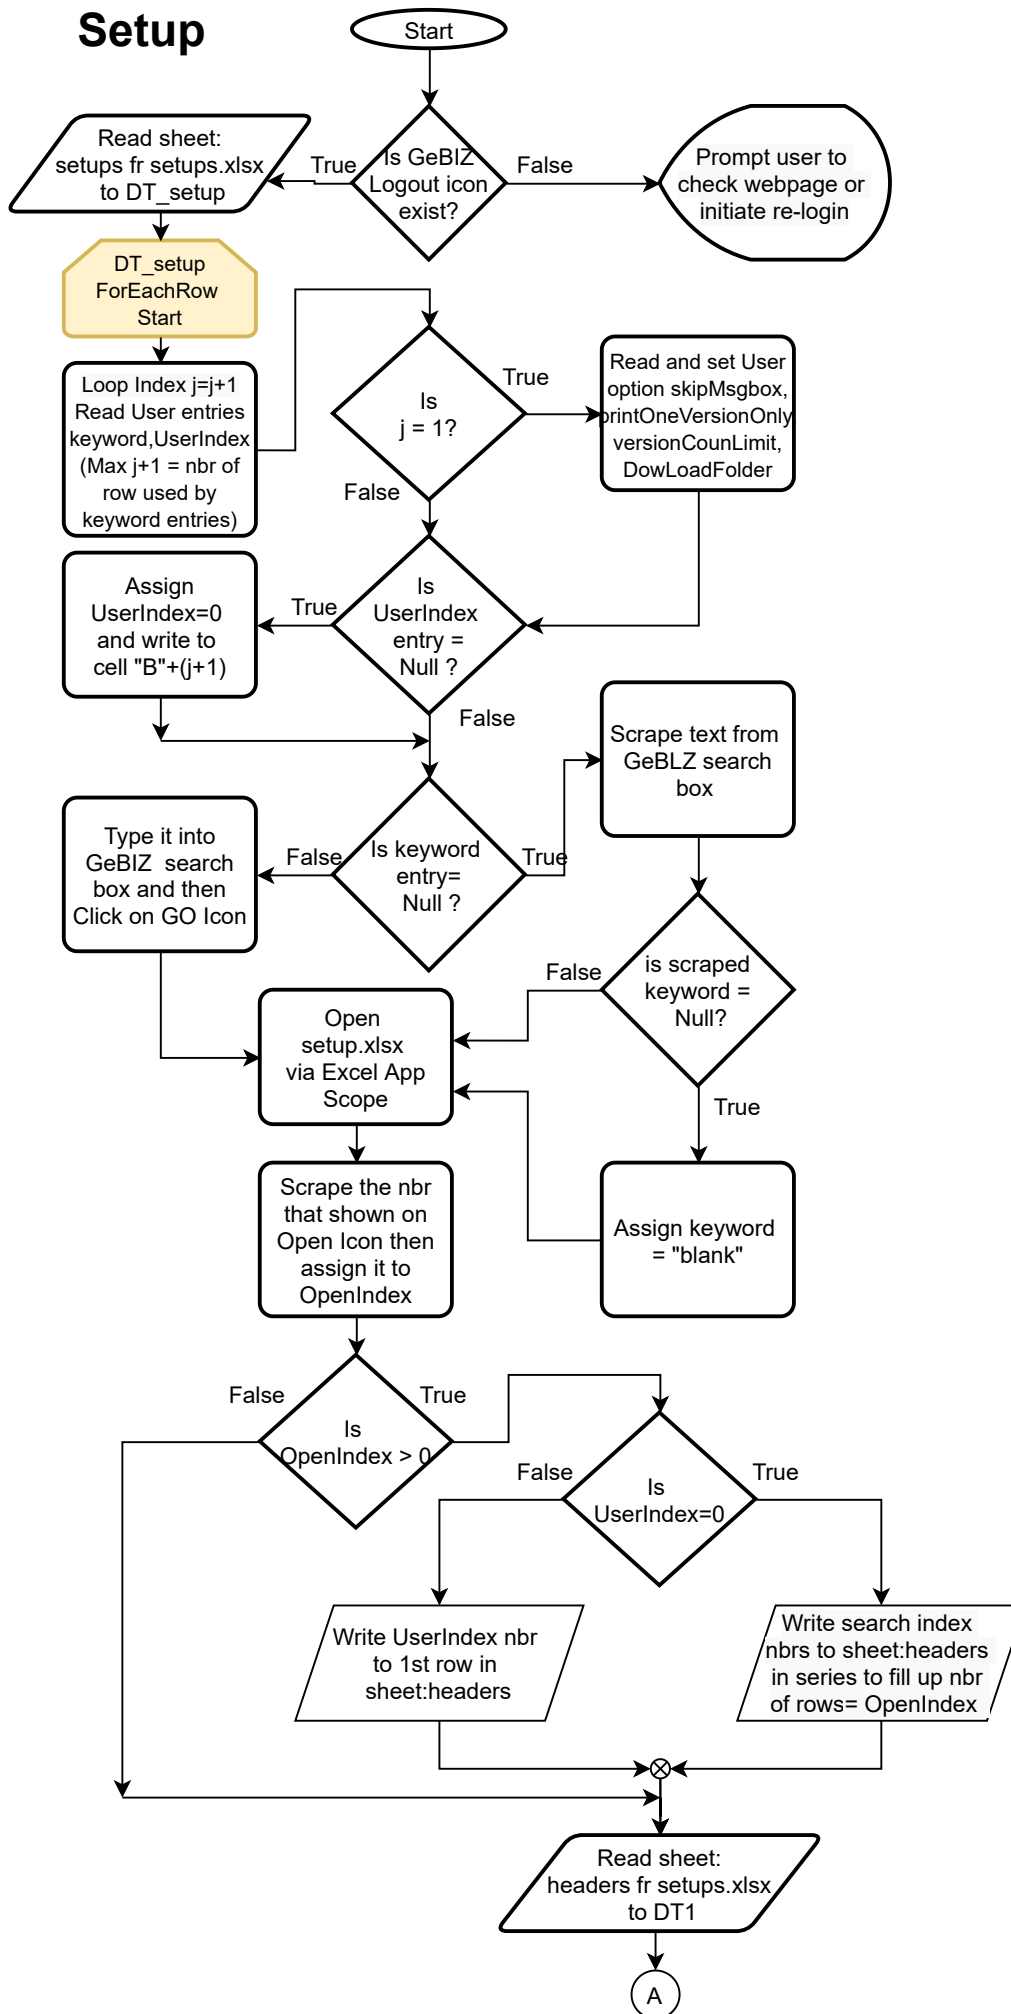 Setup
Start
Read sheet:
setups fr setups.xlsx
to DT_setup
True
Is GeBIZ
Logout icon
exist?
False
Prompt user to
check webpage or
initiate re-login
DT_setup
ForEachRow
Start
Loop Index j=j+1
Read User entries
keyword,UserIndex
(Max j+1 = nbr of
row used by
keyword entries)
Is
j = 1?
True
False
Read and set User
option skipMsgbox,
printOneVersionOnly
versionCounLimit,
DowLoadFolder
Assign
UserIndex=0
and write to
cell "B"+(j+1)
True
Is
UserIndex
entry =
Null ?
False
Scrape text from
GeBLZ search
box
Type it into
GeBIZ search
box and then
Click on GO Icon
False
Is keyword
entry=
Null ?
True
is scraped
keyword =
Null?
False
True
Open
setup.xlsx
via Excel App
Scope
Scrape the nbr
that shown on
Open Icon then
assign it to
OpenIndex
Assign keyword
= "blank"
False
True
Is
OpenIndex > 0
False
True
Is
UserIndex=0
Write UserIndex nbr
to 1st row in
sheet:headers
Write search index
nbrs to sheet:headers
in series to fill up nbr
of rows= OpenIndex
Read sheet:
headers fr setups.xlsx
to DT1
A